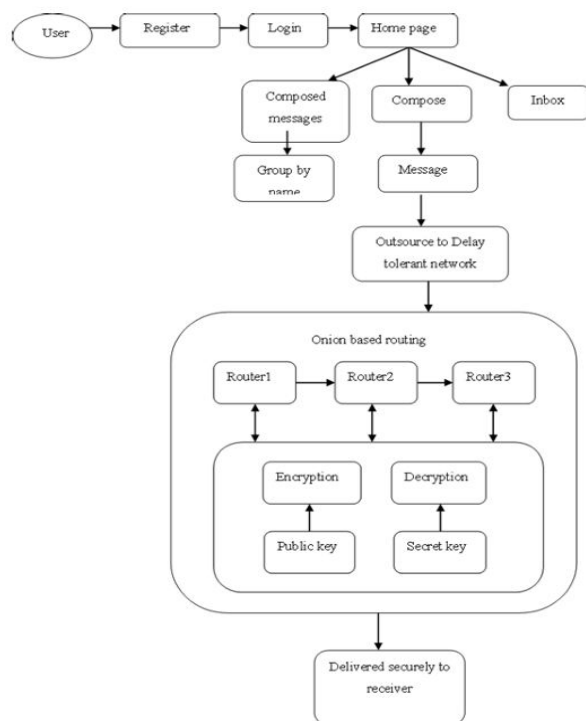 User
Register
Login
Home page
Composed
messages
Compose
Inbox
Group by
name
Message
Outsource to Delay
tolerant network
Onion based routing
Router1
Router2
Router3
Encryption
Decryption
Public key
Secret key
Delivered securely to
receiver